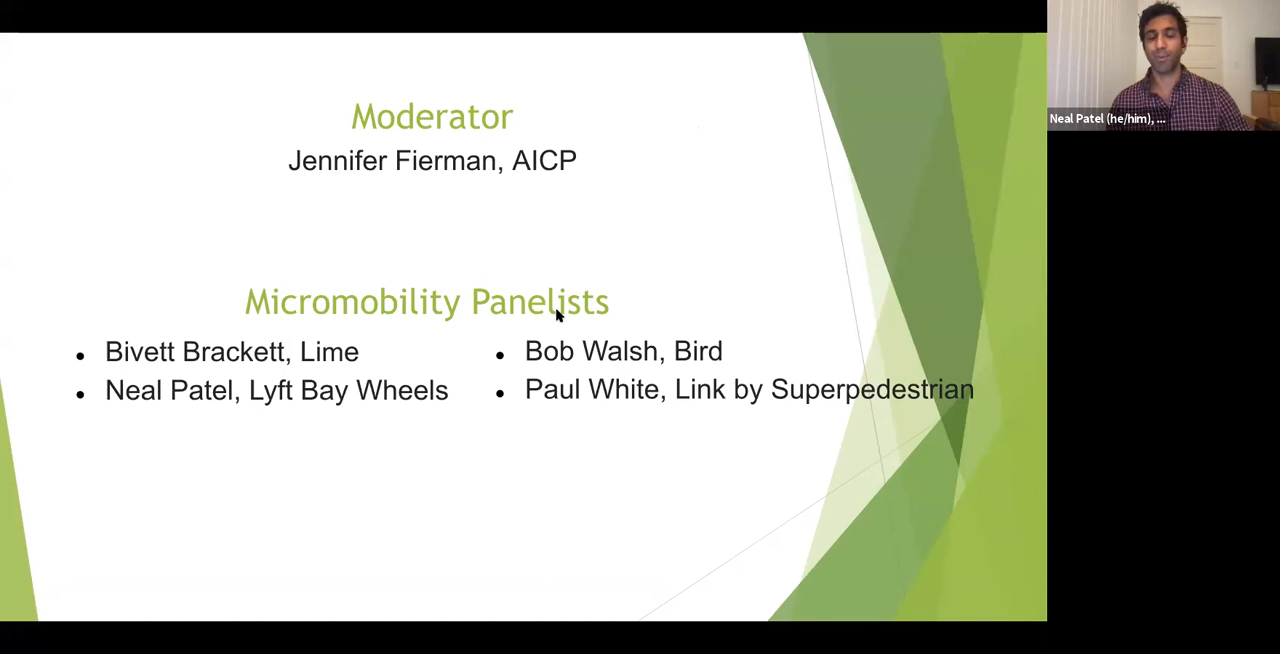 Moderator
Jennifer Fierman, AICP
Micromobility Panelists
• Bivett Brackett, Lime
• Neal Patel, Lyft Bay Wheels
• Bob Walsh, Bird
• Paul White, Link by Superpedestrian
Neal Patel (he/him), ...